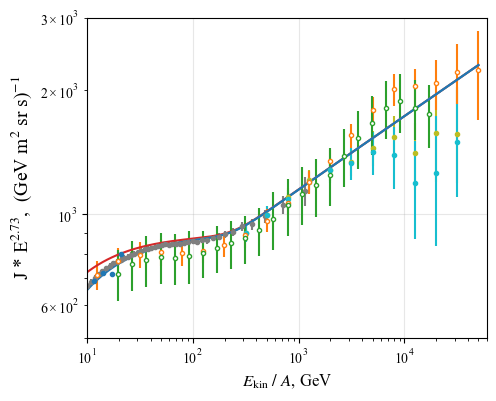 3 × 10³
2 × 10³
10³
6 × 10²
J * E^2.73 , (GeV m² sr s)⁻¹
10¹
10²
10³
10⁴
E_kin / A, GeV